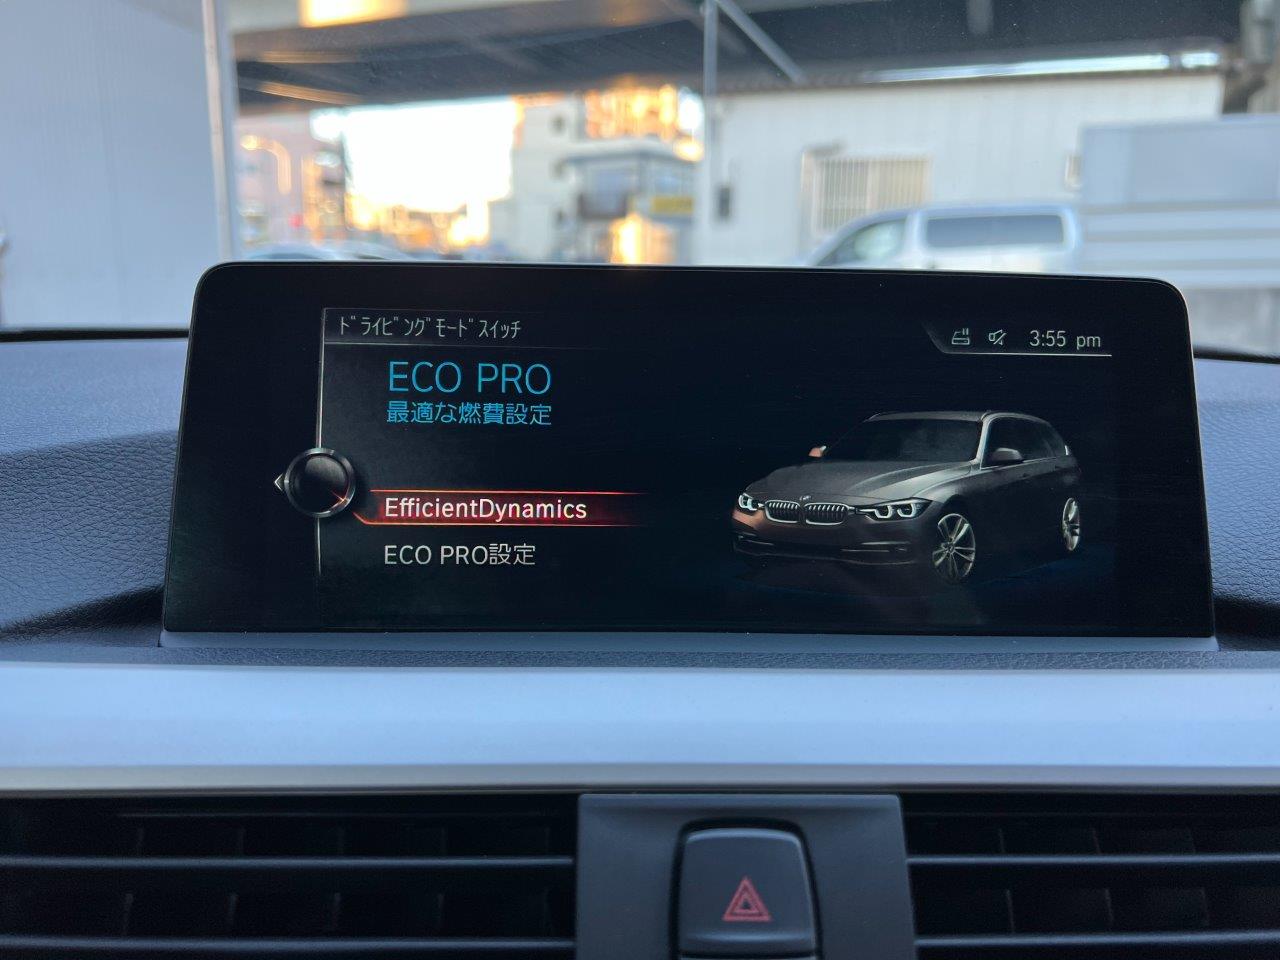 ドライビングモードスイッチ
3:55 pm
ECO PRO
最適な燃費設定
EfficientDynamics
ECO PRO設定